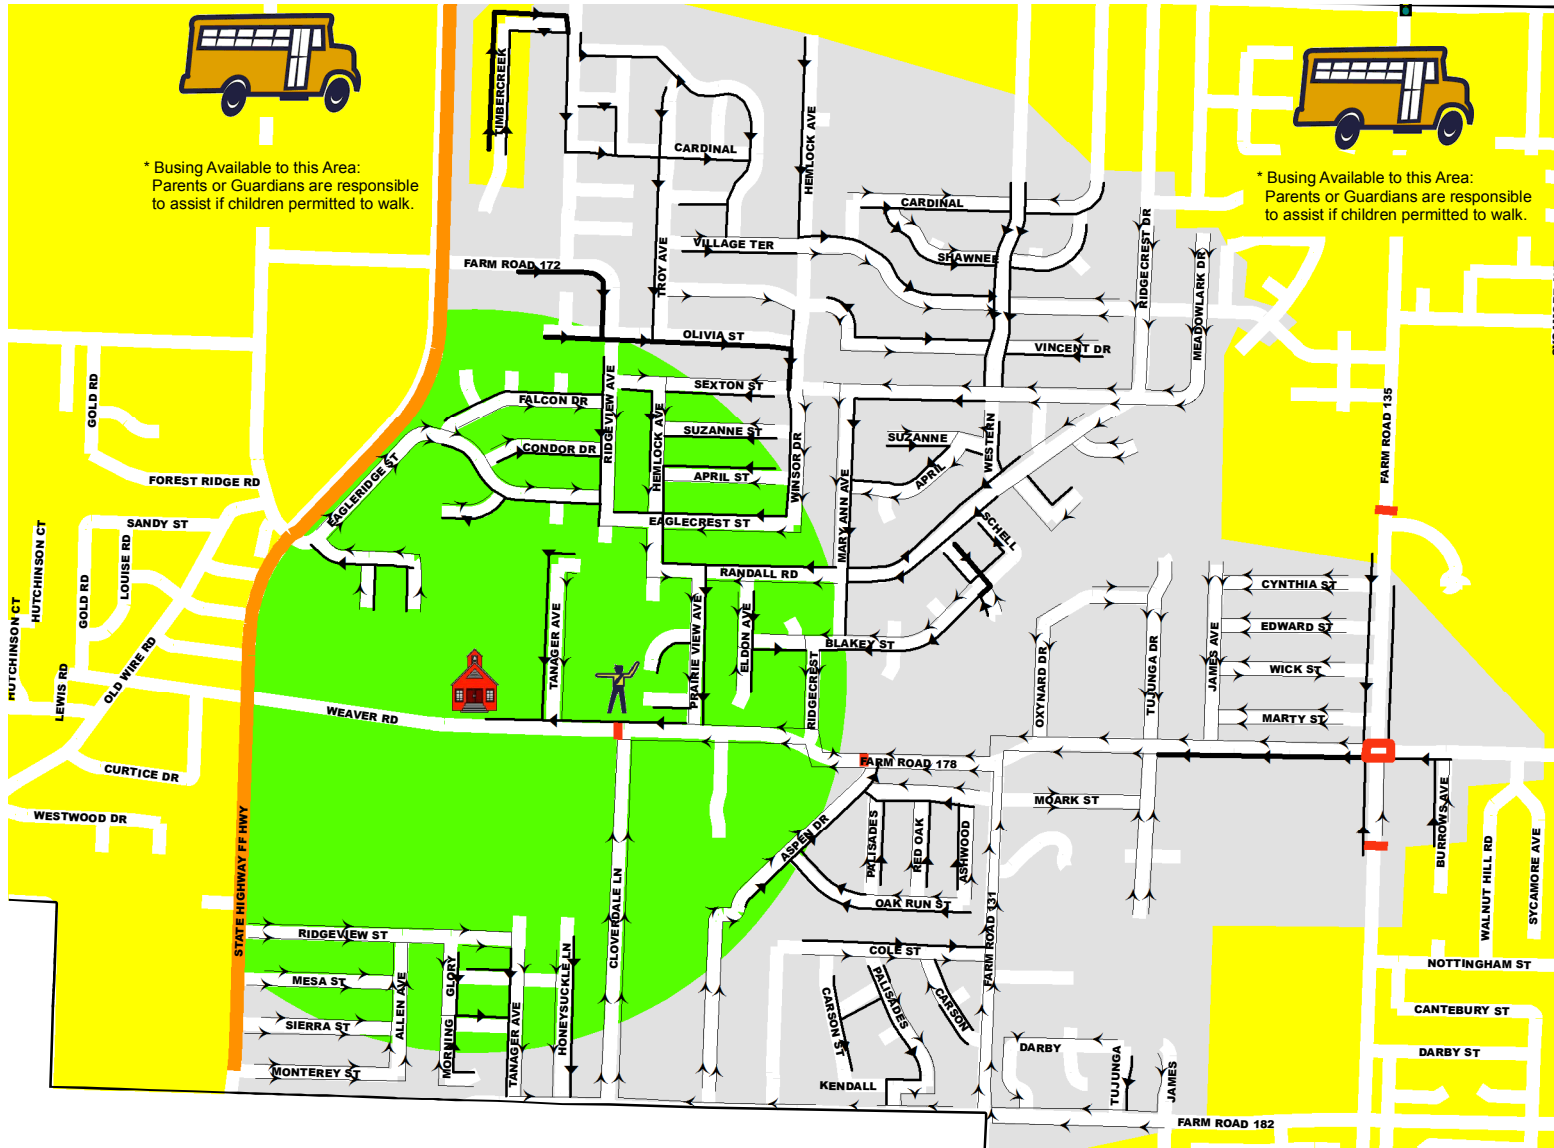 TIMBERCREEK
* Busing Available to this Area:
Parents or Guardians are responsible
to assist if children permitted to walk.
* Busing Available to this Area:
Parents or Guardians are responsible
to assist if children permitted to walk.
CARDINAL
HEMLOCK AVE
CARDINAL
VILLAGE TER
SHAWNEE
RIDGECREST DR
MEADOWLARK DR
FARM ROAD 172
TROY AVE
OLIVIA ST
VINCENT DR
GOLD RD
FALCON DR
RIDGEVIEW AVE
SEXTON ST
HEMLOCK AVE
SUZANNE ST
WINSOR DR
SUZANNE
WESTERN
FARM ROAD 135
CONDOR DR
APRIL ST
APRIL
FOREST RIDGE RD
EAGLERIDGE ST
EAGLECREST ST
MARY ANN AVE
SCHELL
SANDY ST
HUTCHINSON CT
LOUISE RD
GOLD RD
RANDALL RD
CYNTHIA ST
HUTCHINSON CT
TANAGER AVE
PRAIRIE VIEW AVE
ELDON AVE
BLAKEY ST
EDWARD ST
LEWIS RD
OLD WIRE RD
RIDGECREST
OXYNARD DR
TUJUNGA DR
JAMES AVE
WICK ST
WEAVER RD
MARTY ST
CURTICE DR
FARM ROAD 178
MOARK ST
WESTWOOD DR
STATE HIGHWAY FF HWY
CLOVERDALE LN
ASPEN DR
PALISADES
RED OAK
ASHWOOD
BURROWS AVE
WALNUT HILL RD
SYCAMORE AVE
OAK RUN ST
RIDGEVIEW ST
COLE ST
FARM ROAD 131
NOTTINGHAM ST
MESA ST
ALLEN AVE
MORNING GLORY
TANAGER AVE
HONEYSUCKLE LN
CARSON ST
PALISADES
CARSON
CANTEBURY ST
SIERRA ST
DARBY
DARBY ST
MONTEREY ST
KENDALL
TUJUNGA
JAMES
FARM ROAD 182